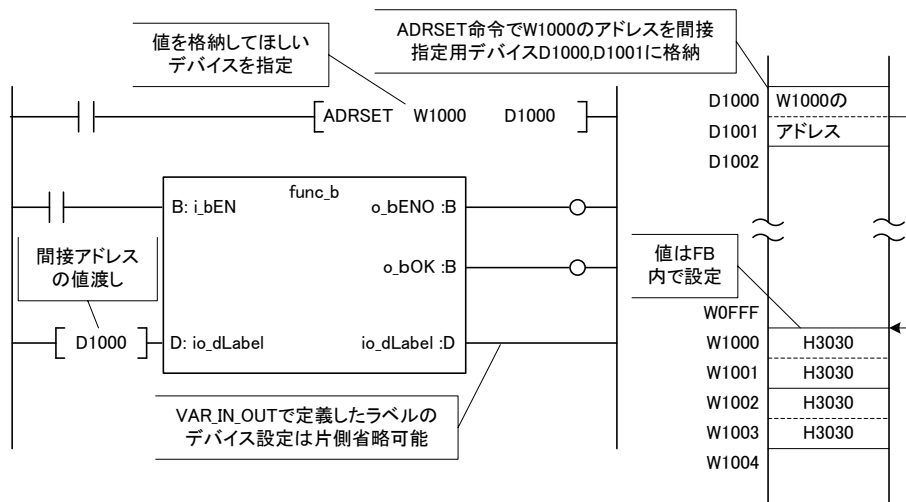 値を格納してほしい
デバイスを指定
ADRSET命令でW1000のアドレスを間接
指定用デバイスD1000,D1001に格納
ADRSET W1000 D1000
D1000 W1000の
D1001 アドレス
D1002
func_b
B: i_bEN o_bENO :B
o_bOK :B
間接アドレス
の値渡し
D1000 D: io_dLabel io_dLabel :D
値はFB
内で設定
W0FFF
W1000 H3030
W1001 H3030
W1002 H3030
W1003 H3030
W1004
VAR_IN_OUTで定義したラベルの
デバイス設定は片側省略可能